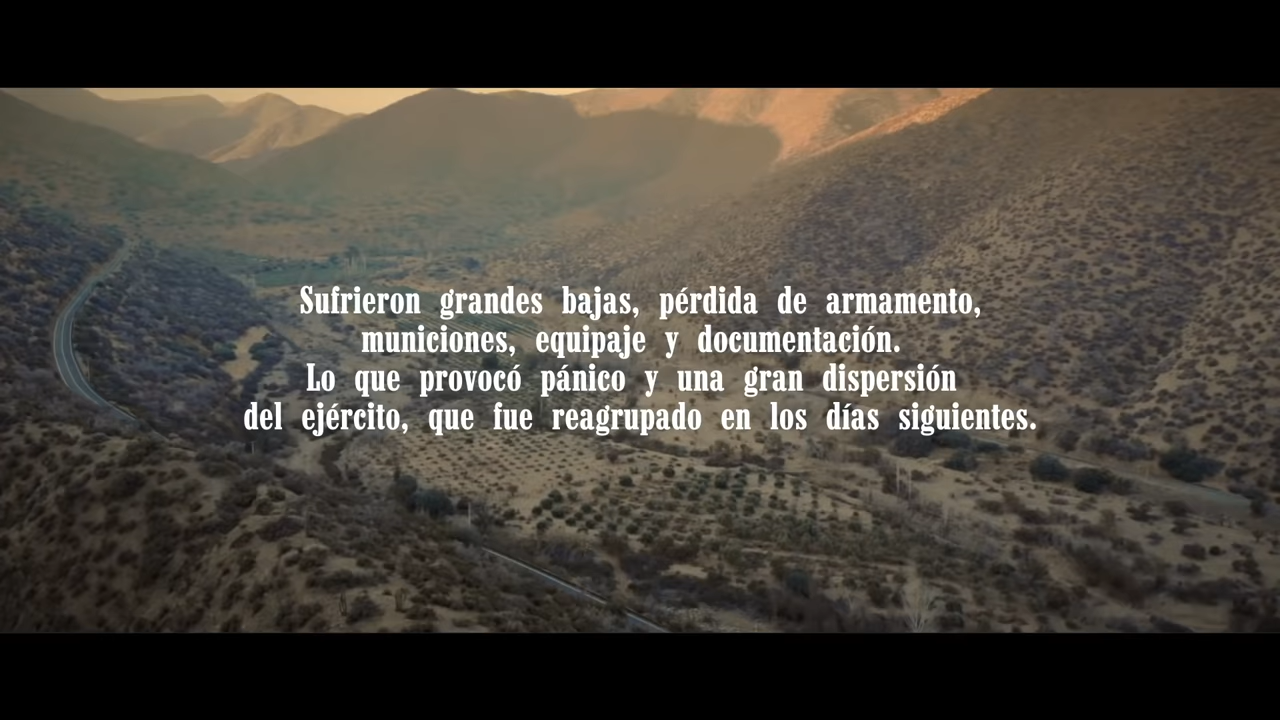 Sufrieron grandes bajas, pérdida de armamento,
municiones, equipaje y documentación.
Lo que provocó pánico y una gran dispersión
del ejército, que fue reagrupado en los días siguientes.